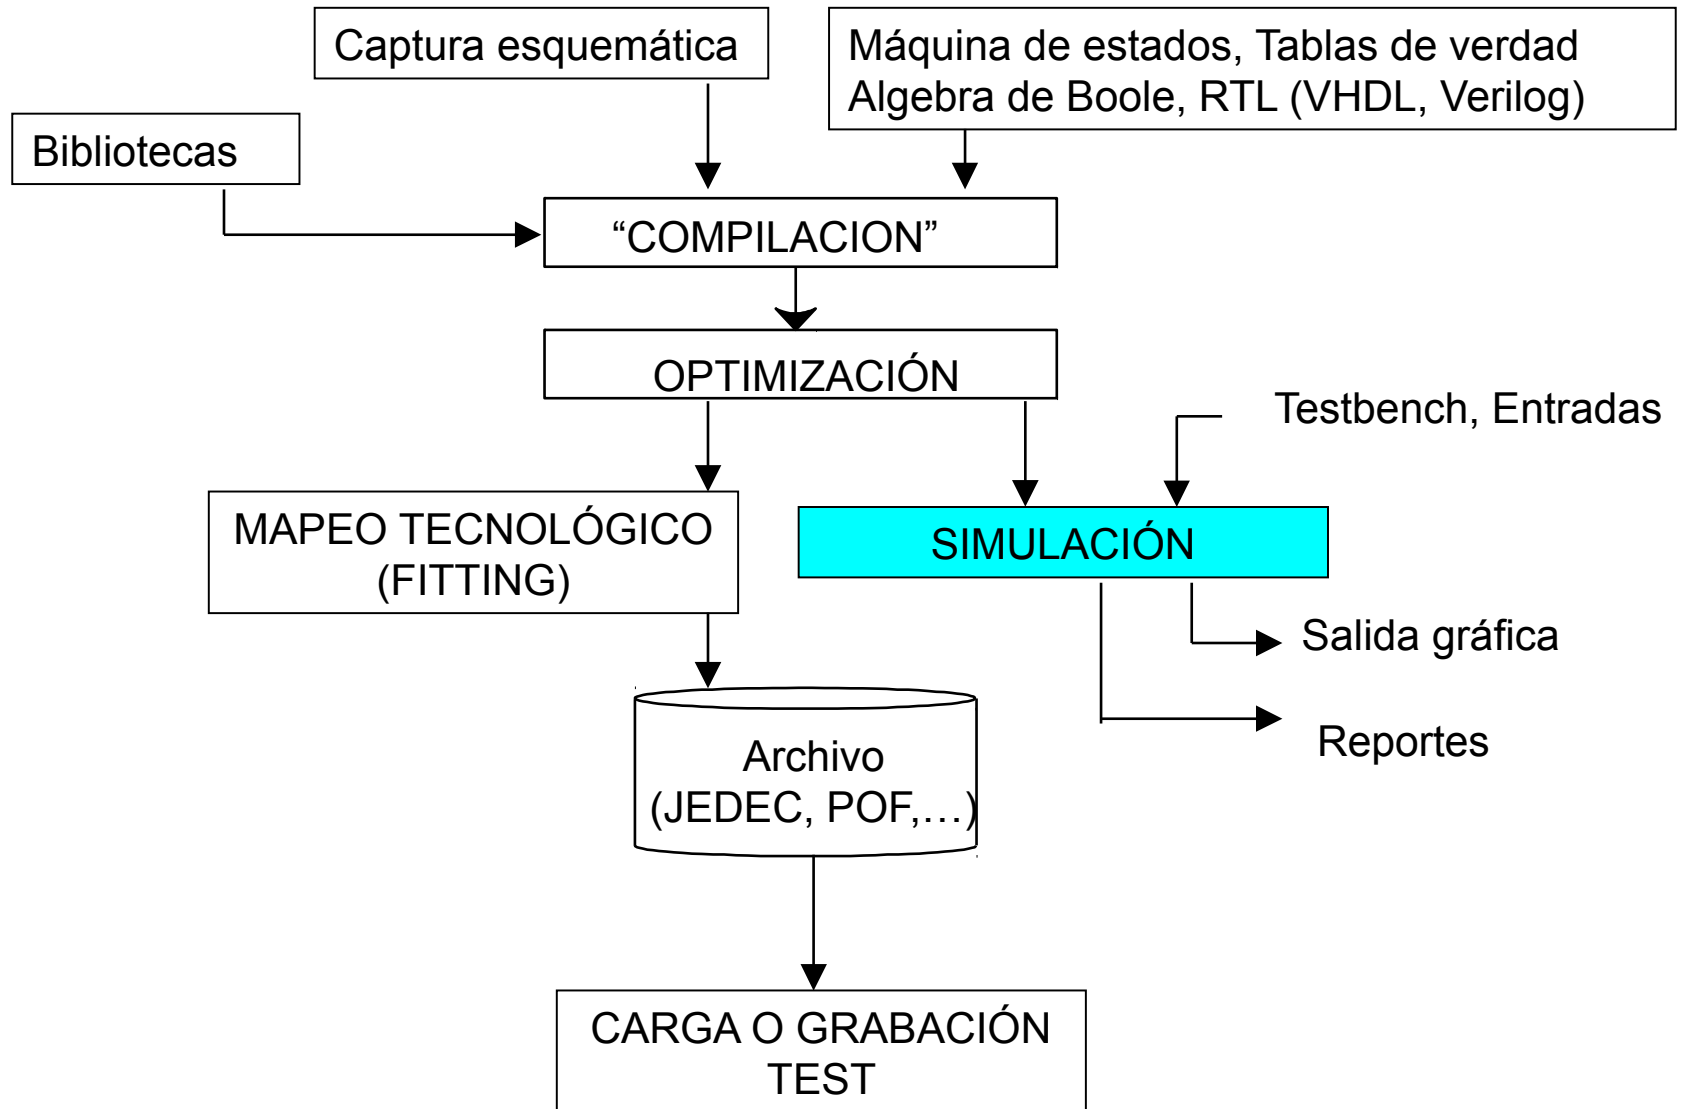 Captura esquemática
Máquina de estados, Tablas de verdad
Algebra de Boole, RTL (VHDL, Verilog)
Bibliotecas
“COMPILACION”
OPTIMIZACIÓN
Testbench, Entradas
MAPEO TECNOLÓGICO
(FITTING)
SIMULACIÓN
Salida gráfica
Reportes
Archivo
(JEDEC, POF,…)
CARGA O GRABACIÓN
TEST